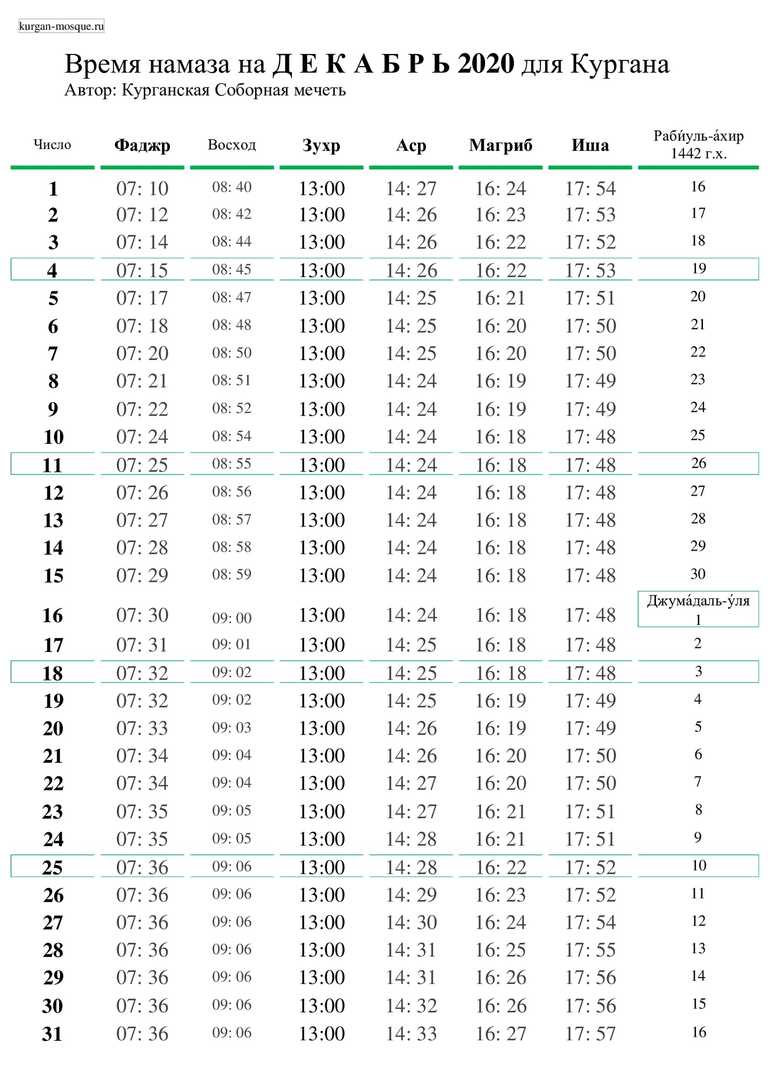 kurgan-mosque.ru
Время намаза на Д Е К А Б Р Ь 2020 для Кургана
Автор: Курганская Соборная мечеть
Число Фаджр Восход Зухр Аср Магриб Иша Раби́уль-а́хир 1442 г.х.
1 07: 10 08: 40 13:00 14: 27 16: 24 17: 54 16
2 07: 12 08: 42 13:00 14: 26 16: 23 17: 53 17
3 07: 14 08: 44 13:00 14: 26 16: 22 17: 52 18
4 07: 15 08: 45 13:00 14: 26 16: 22 17: 53 19
5 07: 17 08: 47 13:00 14: 25 16: 21 17: 51 20
6 07: 18 08: 48 13:00 14: 25 16: 20 17: 50 21
7 07: 20 08: 50 13:00 14: 25 16: 20 17: 50 22
8 07: 21 08: 51 13:00 14: 24 16: 19 17: 49 23
9 07: 22 08: 52 13:00 14: 24 16: 19 17: 49 24
10 07: 24 08: 54 13:00 14: 24 16: 18 17: 48 25
11 07: 25 08: 55 13:00 14: 24 16: 18 17: 48 26
12 07: 26 08: 56 13:00 14: 24 16: 18 17: 48 27
13 07: 27 08: 57 13:00 14: 24 16: 18 17: 48 28
14 07: 28 08: 58 13:00 14: 24 16: 18 17: 48 29
15 07: 29 08: 59 13:00 14: 24 16: 18 17: 48 30
Джума́даль-у́ля
16 07: 30 09: 00 13:00 14: 24 16: 18 17: 48 1
17 07: 31 09: 01 13:00 14: 25 16: 18 17: 48 2
18 07: 32 09: 02 13:00 14: 25 16: 18 17: 48 3
19 07: 32 09: 02 13:00 14: 25 16: 19 17: 49 4
20 07: 33 09: 03 13:00 14: 26 16: 19 17: 49 5
21 07: 34 09: 04 13:00 14: 26 16: 20 17: 50 6
22 07: 34 09: 04 13:00 14: 27 16: 20 17: 50 7
23 07: 35 09: 05 13:00 14: 27 16: 21 17: 51 8
24 07: 35 09: 05 13:00 14: 28 16: 21 17: 51 9
25 07: 36 09: 06 13:00 14: 28 16: 22 17: 52 10
26 07: 36 09: 06 13:00 14: 29 16: 23 17: 52 11
27 07: 36 09: 06 13:00 14: 30 16: 24 17: 54 12
28 07: 36 09: 06 13:00 14: 31 16: 25 17: 55 13
29 07: 36 09: 06 13:00 14: 31 16: 26 17: 56 14
30 07: 36 09: 06 13:00 14: 32 16: 26 17: 56 15
31 07: 36 09: 06 13:00 14: 33 16: 27 17: 57 16